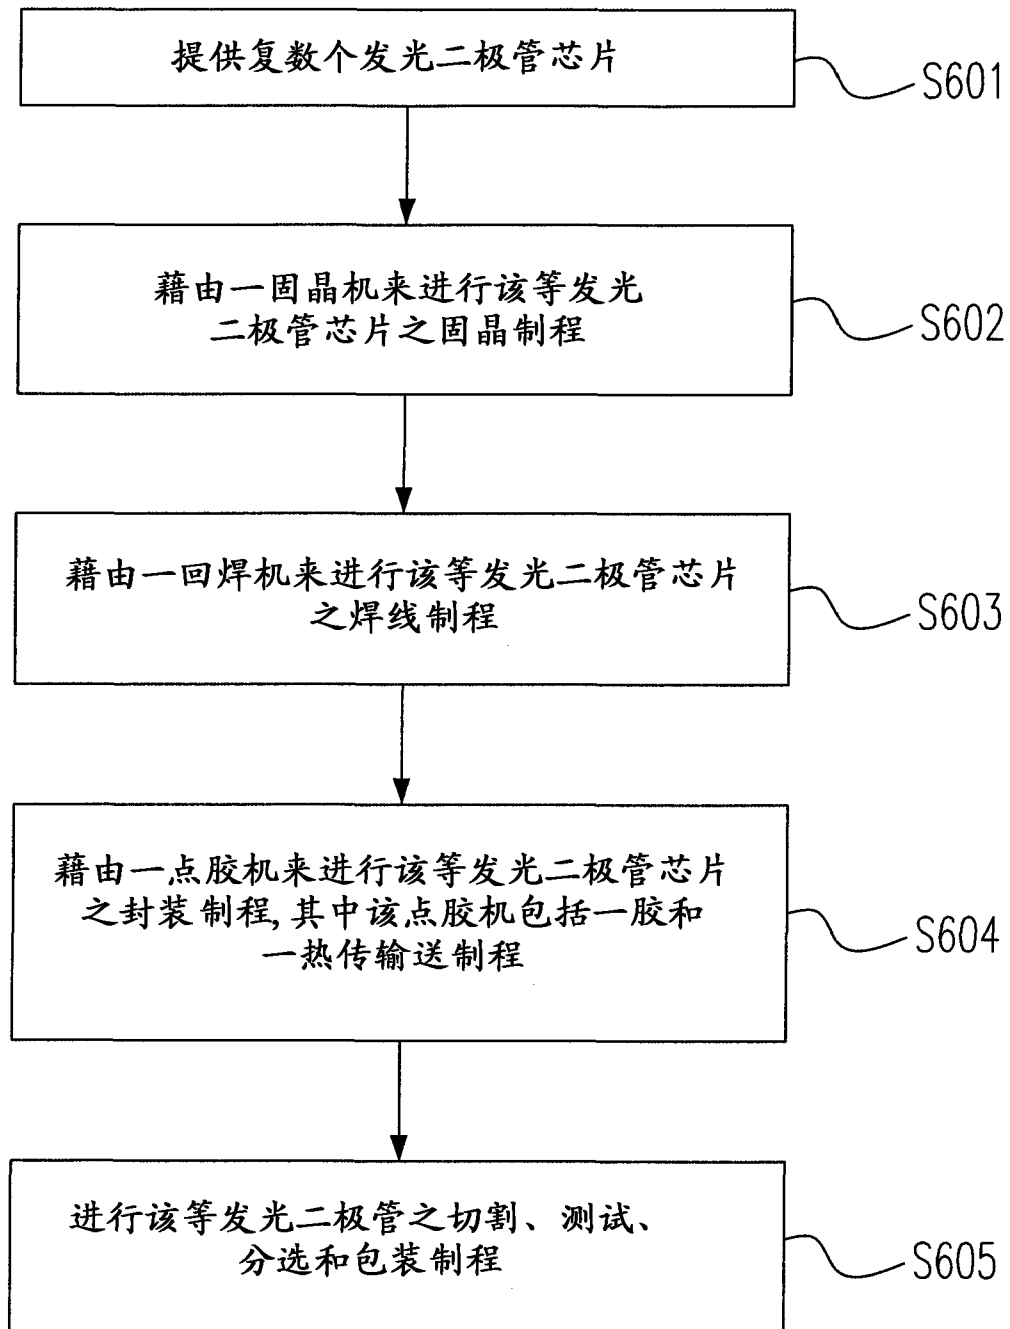 提供复数个发光二极管芯片
S601
藉由一固晶机来进行该等发光
二极管芯片之固晶制程
S602
藉由一回焊机来进行该等发光二极管芯片
之焊线制程
S603
藉由一点胶机来进行该等发光二极管芯片
之封装制程,其中该点胶机包括一胶和
一热传输送制程
S604
进行该等发光二极管之切割、测试、
分选和包装制程
S605